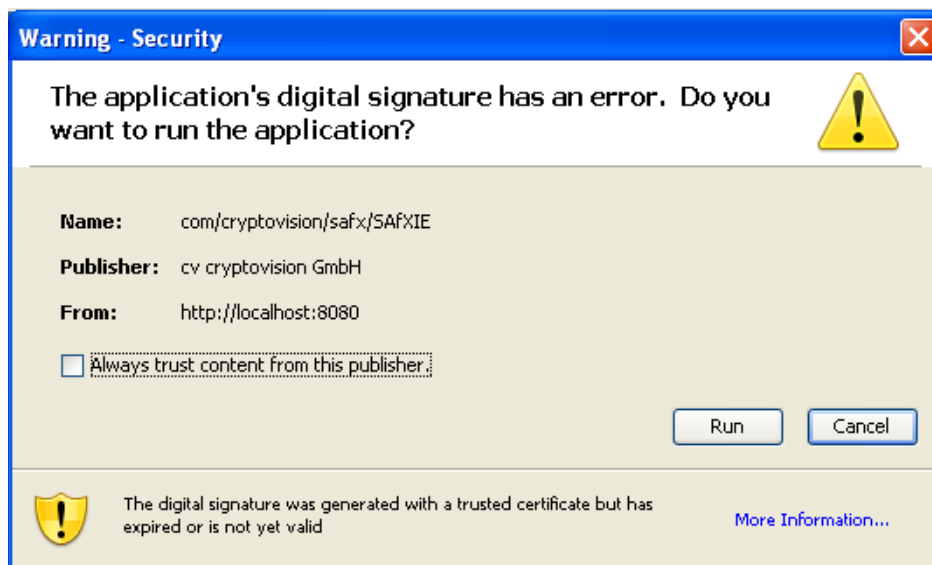 Warning - Security
The application's digital signature has an error. Do you
want to run the application?
Name: com/cryptovision/safx/SAfXIE
Publisher: cv cryptovision GmbH
From: http://localhost:8080
Always trust content from this publisher.
Run Cancel
The digital signature was generated with a trusted certificate but has
expired or is not yet valid
More Information...